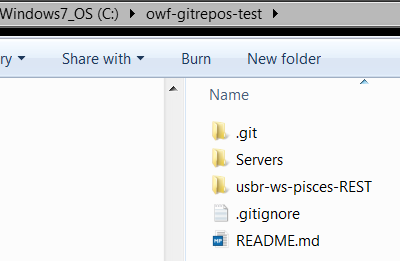 Windows7_OS (C:) ▸ owf-gitrepos-test ▸
ry ▾ Share with ▾ Burn New folder
Name
.git
Servers
usbr-ws-pisces-REST
.gitignore
README.md